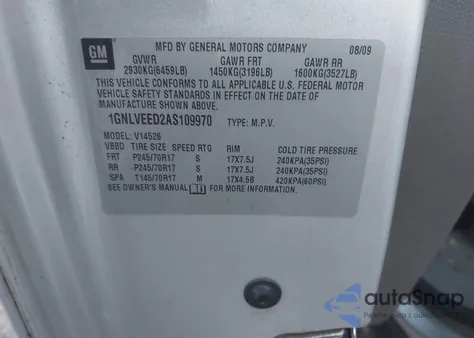 GM
MFD BY GENERAL MOTORS COMPANY 08/09
GVWR GAWR FRT GAWR RR
2930KG(6459LB) 1450KG(3196LB) 1600KG(3527LB)
THIS VEHICLE CONFORMS TO ALL APPLICABLE U.S. FEDERAL MOTOR
VEHICLE SAFETY STANDARDS IN EFFECT ON THE DATE OF
MANUFACTURE SHOWN ABOVE.
1GNLVEED2AS109970 TYPE: M.P.V.
MODEL: V14526
VBBD TIRE SIZE SPEED RTG RIM COLD TIRE PRESSURE
FRT P245/70R17 S 17X7.5J 240KPA(35PSI)
RR P245/70R17 S 17X7.5J 240KPA(35PSI)
SPA T145/70R17 M 17X4.5B 420KPA(60PSI)
SEE OWNER'S MANUAL FOR MORE INFORMATION.
autoSnap